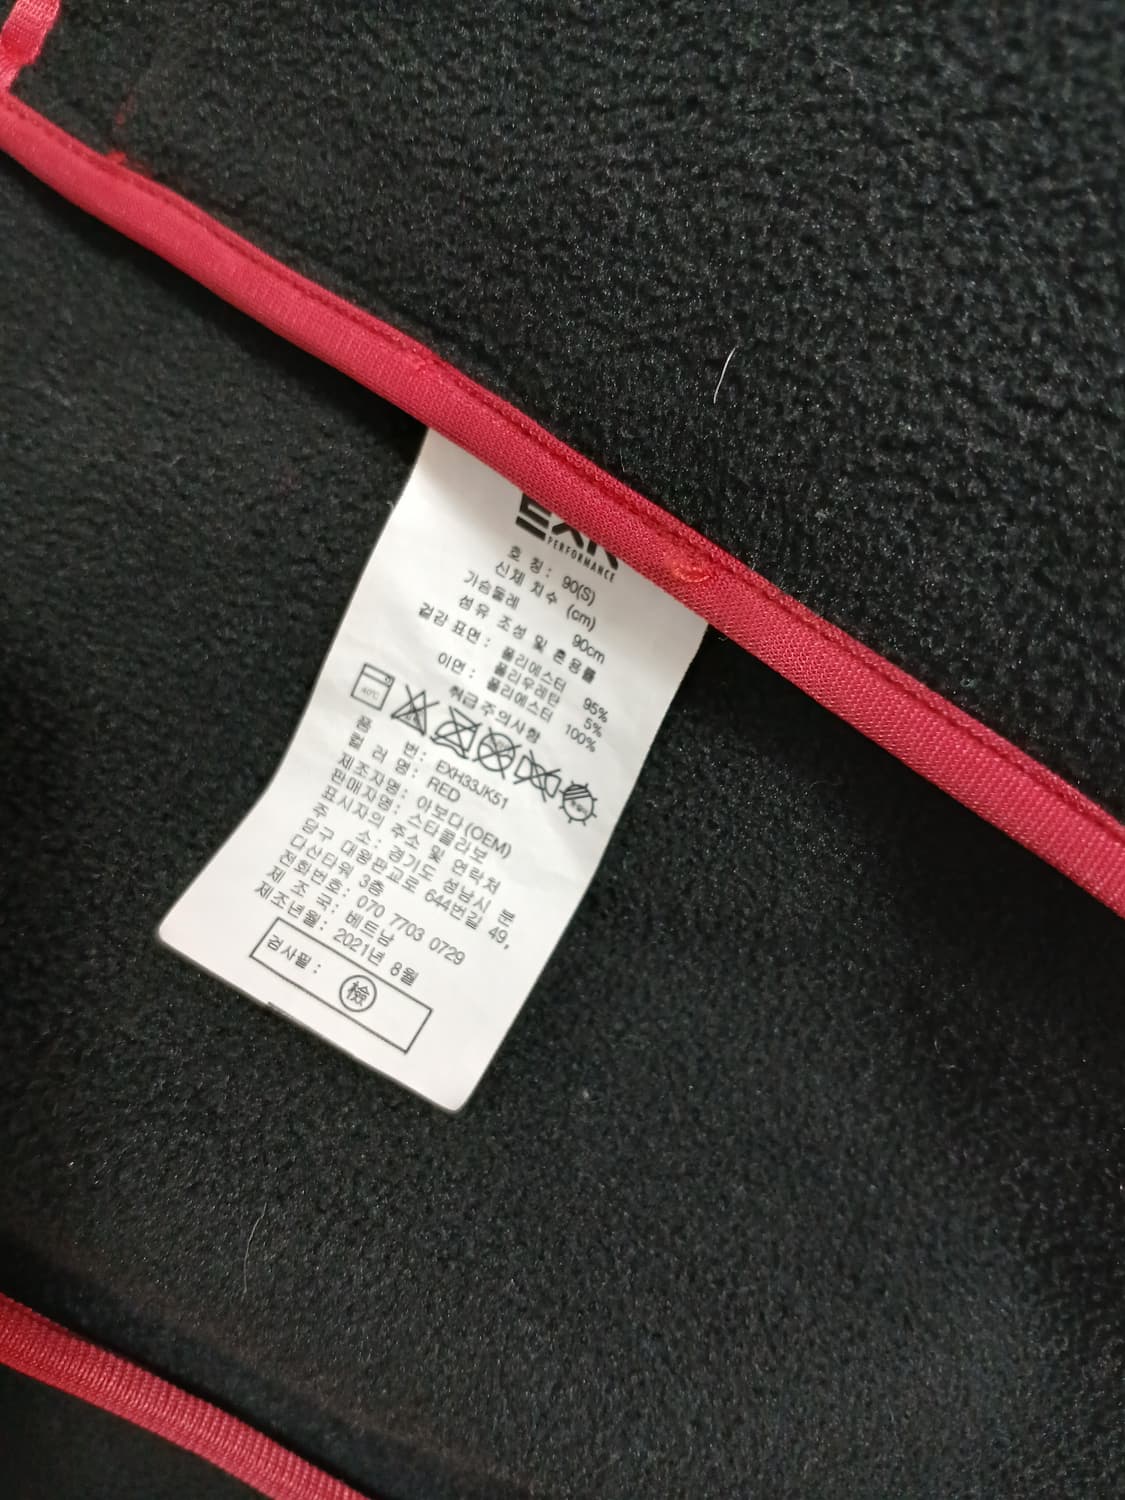 EXR
PERFORMANCE
호 칭: 90(S)
신체 치수 (cm)
가슴둘레 90cm
섬유 조성 및 혼용률
겉감 표면: 폴리에스터 95%
폴리우레탄 5%
이면: 폴리에스터 100%
취급주의사항
40℃
품 번: EXH33JK51
컬 러 명: RED
제조자명: 아보다(OEM)
판매자명: 스타콜라보
표시자의 주소 및 연락처
주 소: 경기도 성남시 분
당구 대왕판교로 644번길 49,
다산타워 3층
전화번호: 070 7703 0729
제 조 국: 베트남
제조년월: 2021년 8월
검사필: 檢